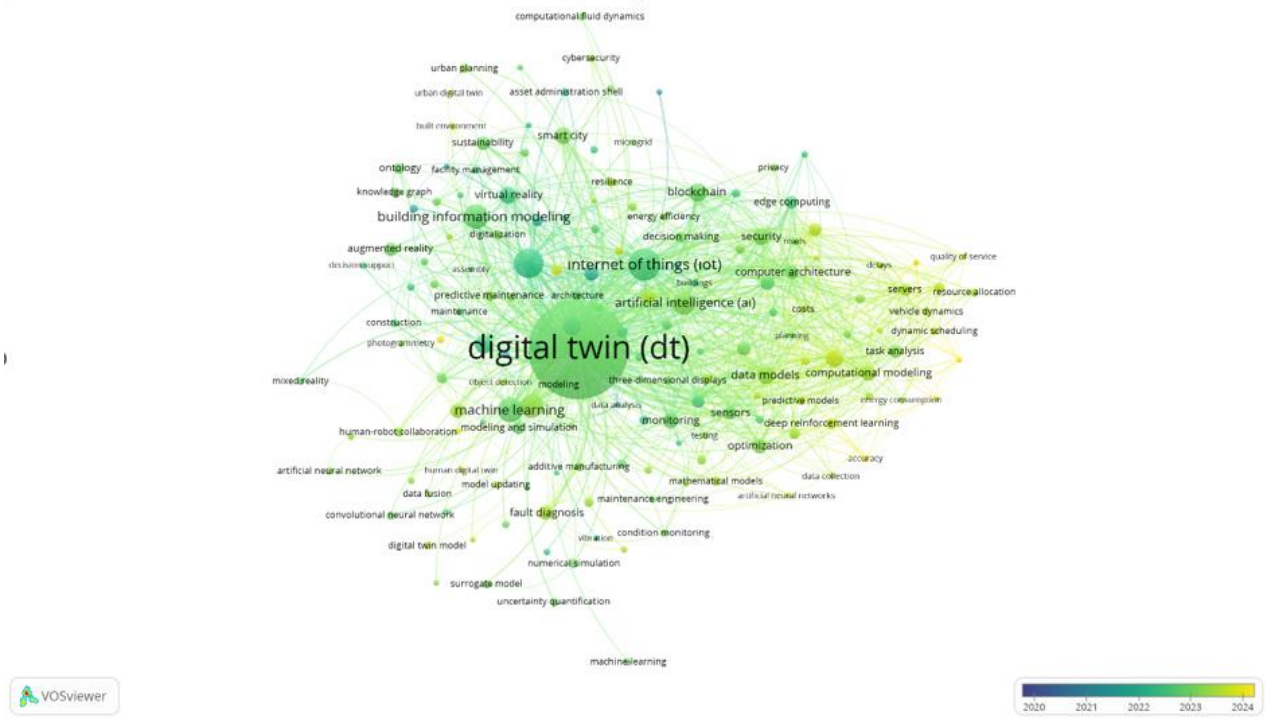 computational fluid dynamics
cybersecurity
urban planning
urban digital twin
asset administration shell
built environment
smart city
sustainability
microgrid
ontology
facility management
privacy
resilience
knowledge graph
virtual reality
blockchain
edge computing
building information modeling
energy efficiency
digitalization
decision making
security
roads
augmented reality
quality of service
decision support
assembly
internet of things (iot)
delays
computer architecture
buildings
servers
resource allocation
predictive maintenance
architecture
artificial intelligence (ai)
maintenance
costs
vehicle dynamics
construction
dynamic scheduling
planning
photogrammetry
digital twin (dt)
task analysis
data models
computational modeling
mixed reality
object detection
modeling
three-dimensional displays
predictive models
energy consumption
data analysis
machine learning
sensors
monitoring
deep reinforcement learning
modeling and simulation
human-robot collaboration
testing
optimization
accuracy
artificial neural network
human digital twin
additive manufacturing
data collection
model updating
mathematical models
data fusion
maintenance engineering
artificial neural networks
convolutional neural network
fault diagnosis
condition monitoring
vibration
digital twin model
numerical simulation
surrogate model
uncertainty quantification
machine-learning
VOSviewer
2020 2021 2022 2023 2024